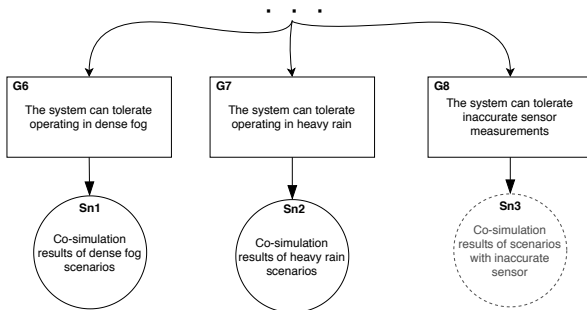 . . .
G6
The system can tolerate
operating in dense fog
G7
The system can tolerate
operating in heavy rain
G8
The system can tolerate
inaccurate sensor
measurements
Sn1
Co-simulation
results of dense fog
scenarios
Sn2
Co-simulation
results of heavy rain
scenarios
Sn3
Co-simulation
results of scenarios
with inaccurate
sensor